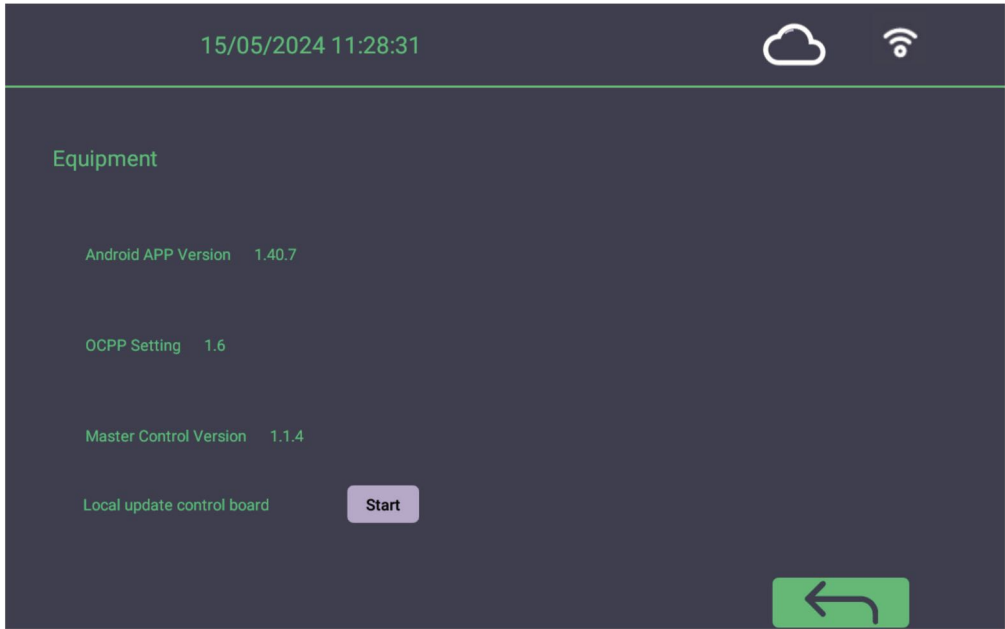 15/05/2024 11:28:31
Equipment
Android APP Version 1.40.7
OCPP Setting 1.6
Master Control Version 1.1.4
Local update control board Start